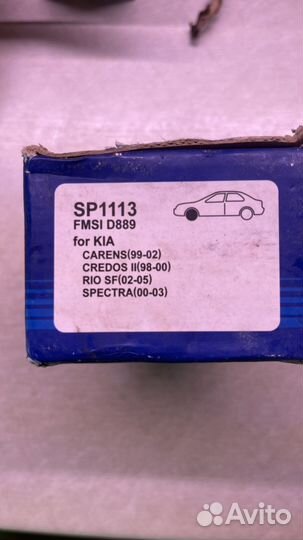 SP1113
FMSI D889
for KIA
CARENS(99-02)
CREDOS II(98-00)
RIO SF(02-05)
SPECTRA(00-03)
Avito